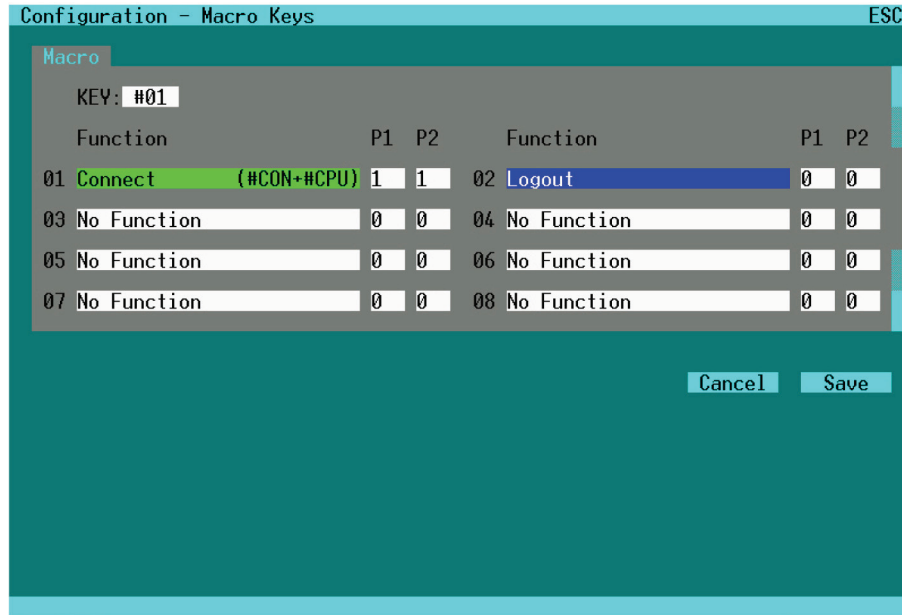 Configuration - Macro Keys ESC
Macro
KEY: #01
Function P1 P2 Function P1 P2
01 Connect (#CON+#CPU) 1 1 02 Logout 0 0
03 No Function 0 0 04 No Function 0 0
05 No Function 0 0 06 No Function 0 0
07 No Function 0 0 08 No Function 0 0
Cancel Save